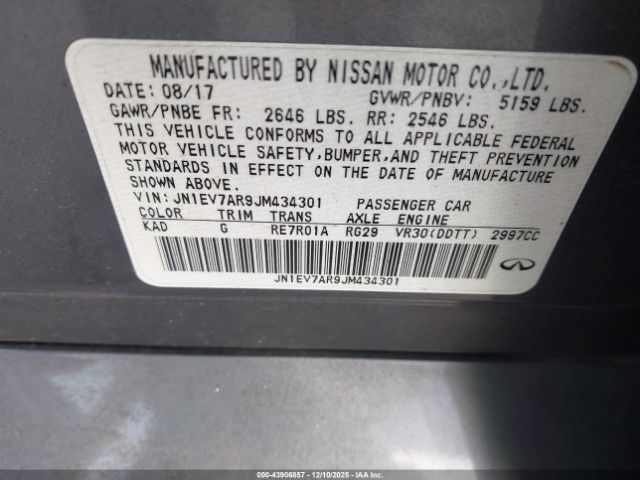 MANUFACTURED BY NISSAN MOTOR CO.,LTD.
DATE: 08/17 GVWR/PNBV: 5159 LBS.
GAWR/PNBE FR: 2646 LBS. RR: 2546 LBS.
THIS VEHICLE CONFORMS TO ALL APPLICABLE FEDERAL
MOTOR VEHICLE SAFETY, BUMPER, AND THEFT PREVENTION
STANDARDS IN EFFECT ON THE DATE OF MANUFACTURE
SHOWN ABOVE.
VIN: JN1EV7AR9JM434301 PASSENGER CAR
COLOR TRIM TRANS AXLE ENGINE
KAD G RE7R01A RG29 VR30(DDTT) 2997CC
JN1EV7AR9JM434301
000-43906857 - 12/10/2025 - CADDETAILS